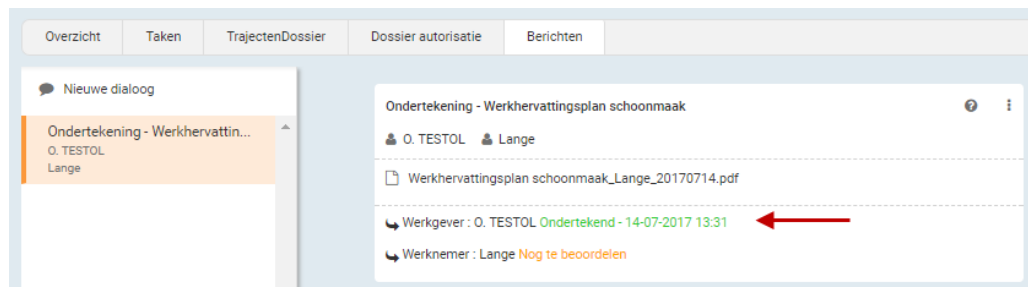 Overzicht Taken TrajectenDossier Dossier autorisatie Berichten
Nieuwe dialoog
Ondertekening - Werkhervattin...
O. TESTOL
Lange
Ondertekening - Werkhervattingsplan schoonmaak
O. TESTOL Lange
Werkhervattingsplan schoonmaak_Lange_20170714.pdf
Werkgever : O. TESTOL Ondertekend - 14-07-2017 13:31
Werknemer : Lange Nog te beoordelen